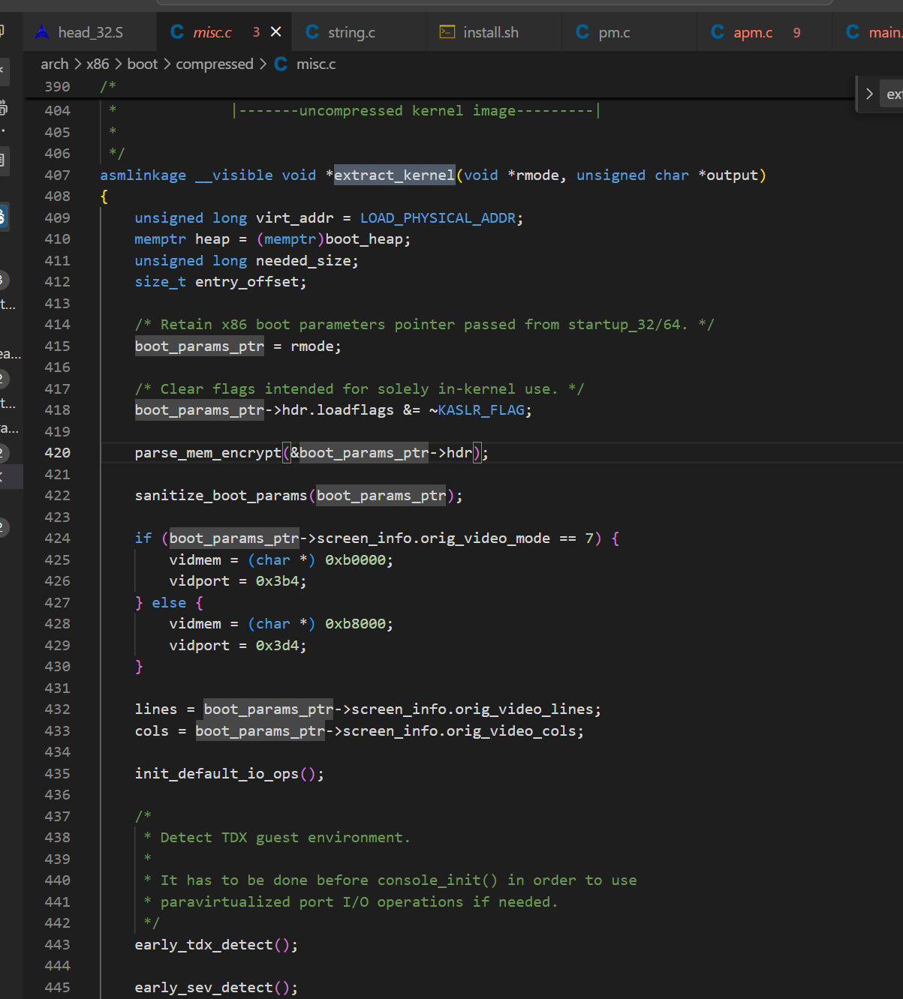 head_32.S misc.c 3 string.c install.sh pm.c apm.c 9 main.
arch x86 boot compressed misc.c
390 /*
404 * |-------uncompressed kernel image---------|
405 *
406 */
407 asmlinkage __visible void *extract_kernel(void *rmode, unsigned char *output)
408 {
409 unsigned long virt_addr = LOAD_PHYSICAL_ADDR;
410 memptr heap = (memptr)boot_heap;
411 unsigned long needed_size;
412 size_t entry_offset;
413
414 /* Retain x86 boot parameters pointer passed from startup_32/64. */
415 boot_params_ptr = rmode;
416
417 /* Clear flags intended for solely in-kernel use. */
418 boot_params_ptr->hdr.loadflags &= ~KASLR_FLAG;
419
420 parse_mem_encrypt(&boot_params_ptr->hdr);
421
422 sanitize_boot_params(boot_params_ptr);
423
424 if (boot_params_ptr->screen_info.orig_video_mode == 7) {
425 vidmem = (char *) 0xb0000;
426 vidport = 0x3b4;
427 } else {
428 vidmem = (char *) 0xb8000;
429 vidport = 0x3d4;
430 }
431
432 lines = boot_params_ptr->screen_info.orig_video_lines;
433 cols = boot_params_ptr->screen_info.orig_video_cols;
434
435 init_default_io_ops();
436
437 /*
438 * Detect TDX guest environment.
439 *
440 * It has to be done before console_init() in order to use
441 * paravirtualized port I/O operations if needed.
442 */
443 early_tdx_detect();
444
445 early_sev_detect();